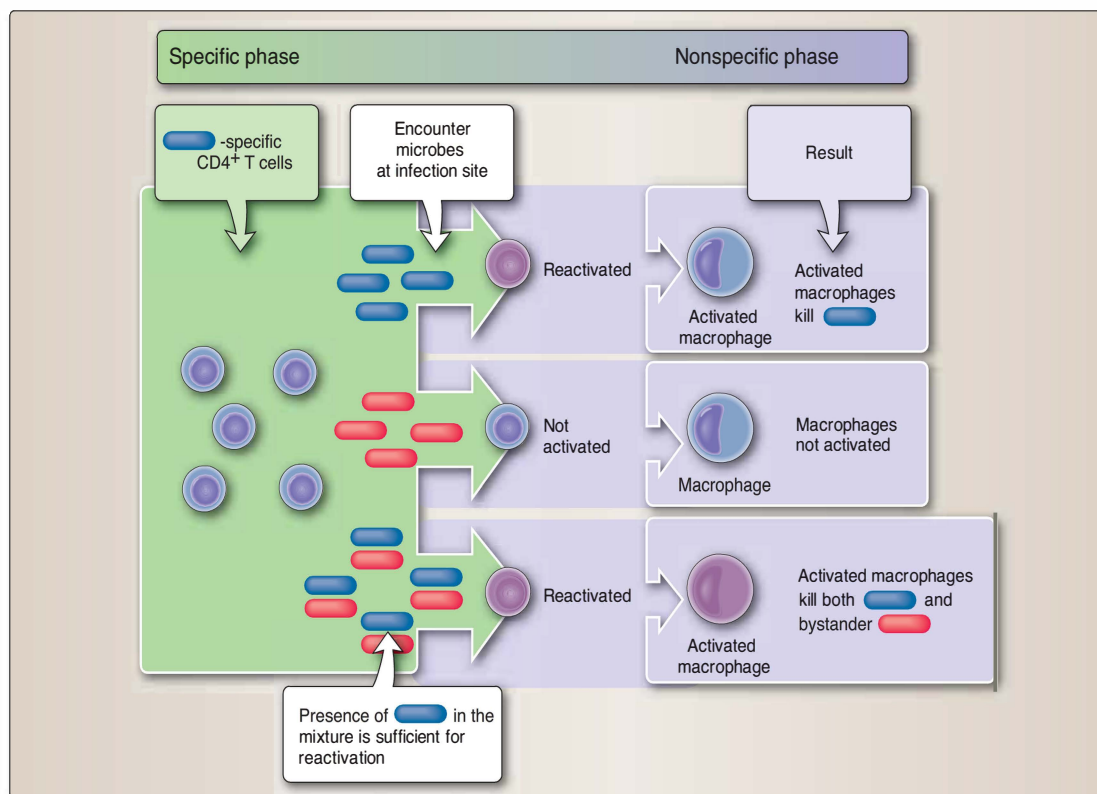 Specific phase
Nonspecific phase
-specific
CD4+ T cells
Encounter
microbes
at infection site
Result
Reactivated
Activated
macrophage
Activated
macrophages
kill
Not
activated
Macrophage
Macrophages
not activated
Reactivated
Activated
macrophage
Activated macrophages
kill both and
bystander
Presence of in the
mixture is sufficient for
reactivation